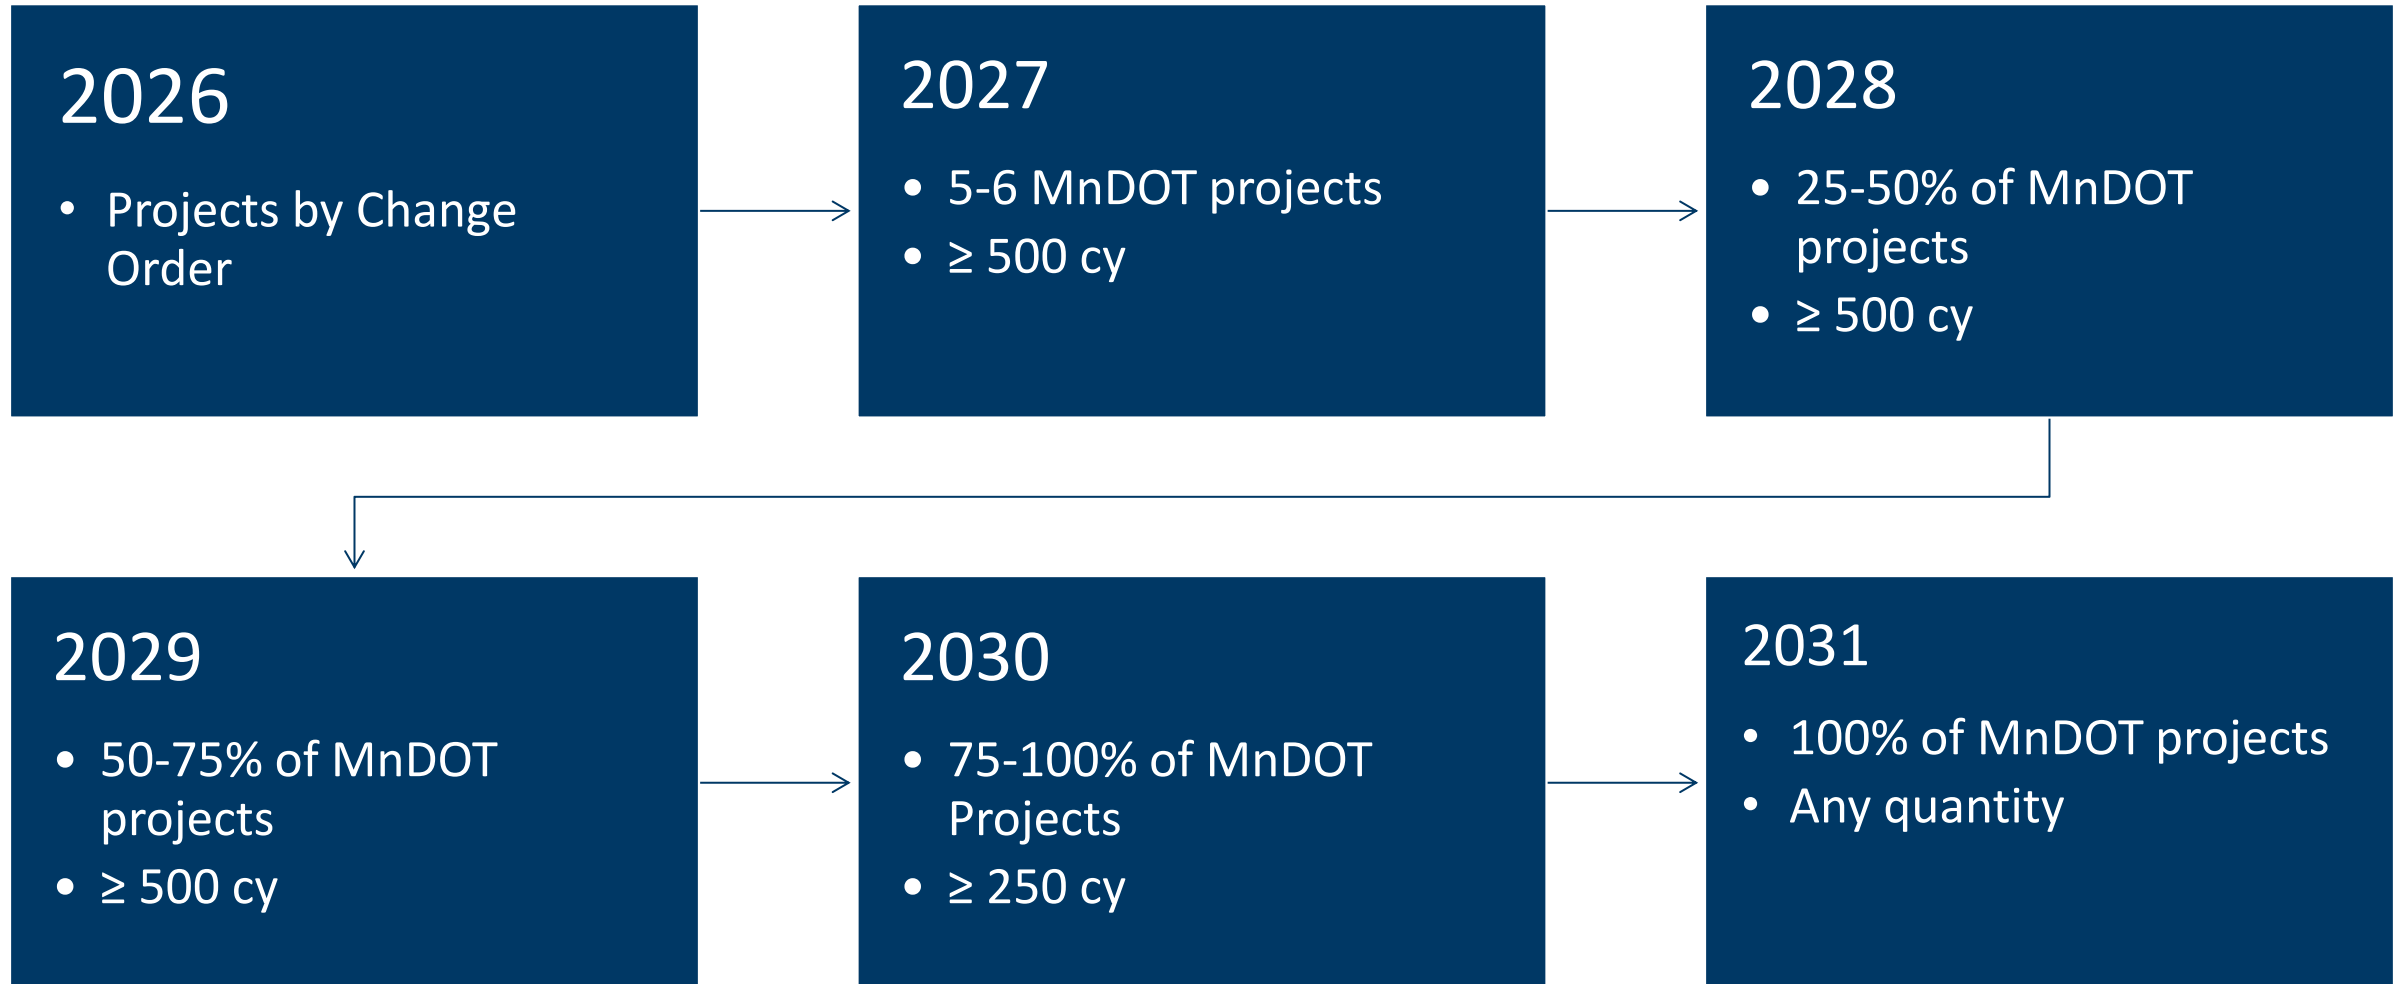 2026
• Projects by Change
Order
2027
• 5-6 MnDOT projects
• ≥ 500 cy
2028
• 25-50% of MnDOT
projects
• ≥ 500 cy
2029
• 50-75% of MnDOT
projects
• ≥ 500 cy
2030
• 75-100% of MnDOT
Projects
• ≥ 250 cy
2031
• 100% of MnDOT projects
• Any quantity